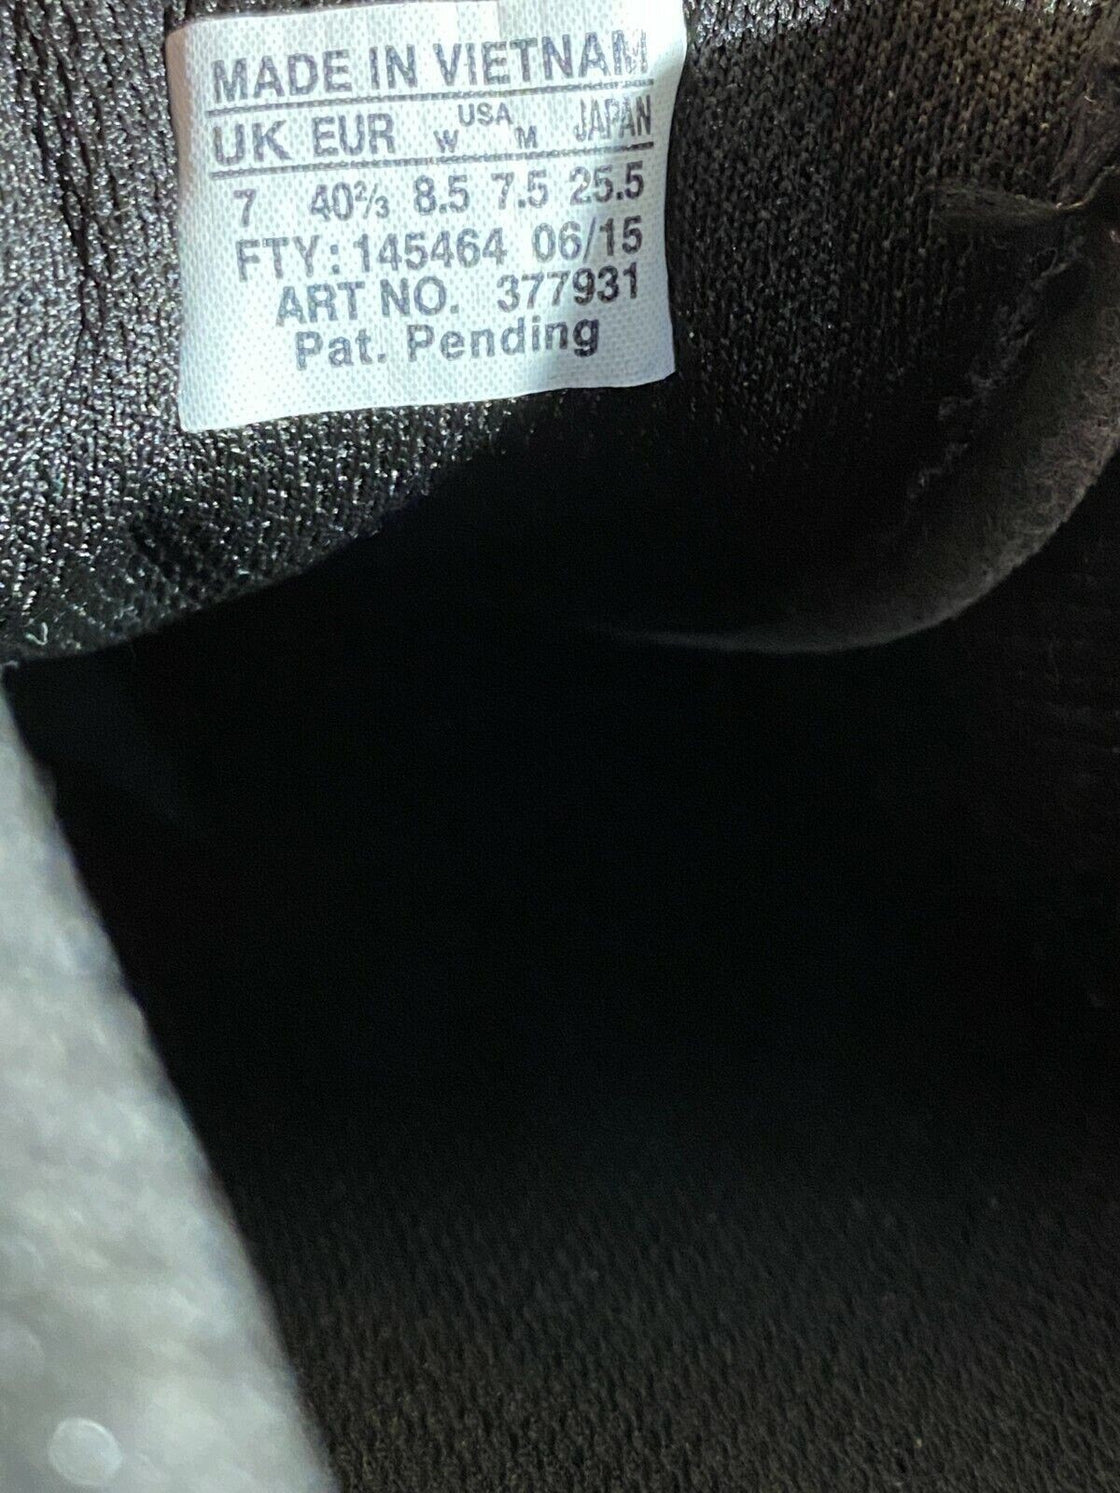 MADE IN VIETNAM
UK EUR W USA M JAPAN
7 40⅔ 8.5 7.5 25.5
FTY: 145464 06/15
ART NO. 377931
Pat. Pending